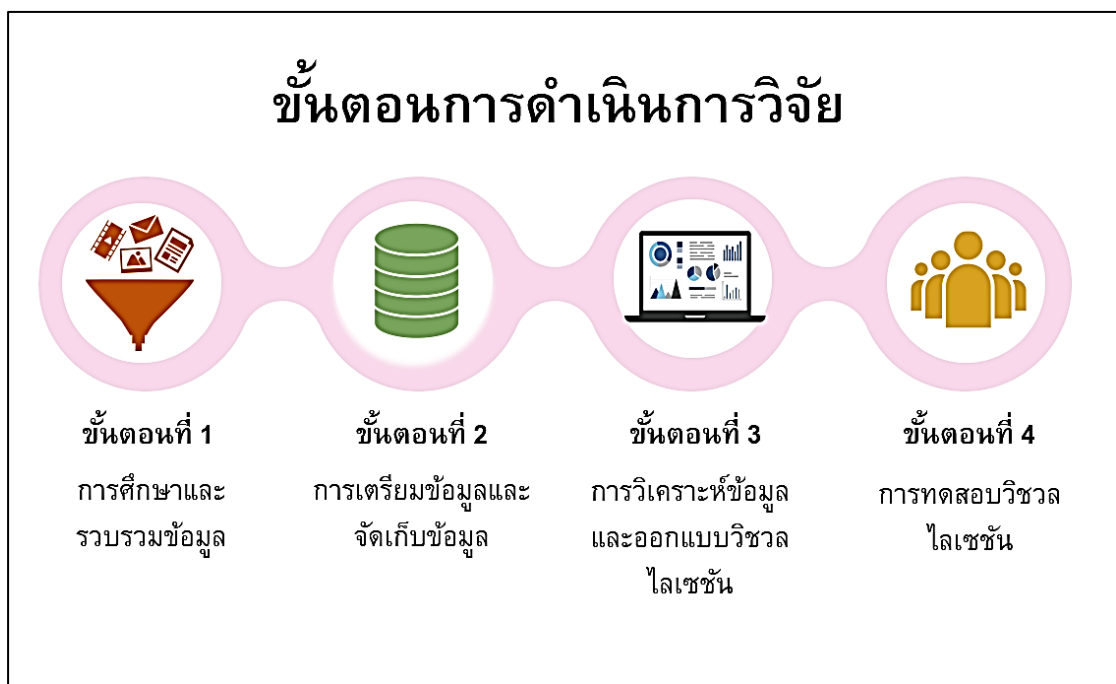 ขั้นตอนการดำเนินการวิจัย
ขั้นตอนที่ 1
การศึกษาและ
รวบรวมข้อมูล
ขั้นตอนที่ 2
การเตรียมข้อมูลและ
จัดเก็บข้อมูล
ขั้นตอนที่ 3
การวิเคราะห์ข้อมูล
และออกแบบวิชวล
ไลเซชัน
ขั้นตอนที่ 4
การทดสอบวิชวล
ไลเซชัน